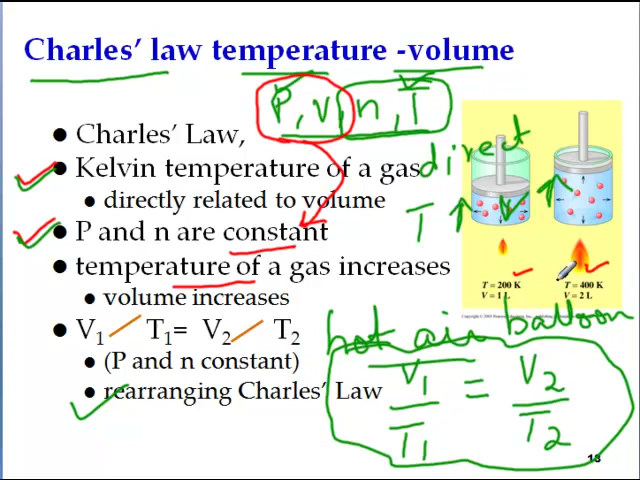 Charles' law temperature -volume
P, V, n, T
Charles' Law,
Kelvin temperature of a gas
direct
directly related to volume
T
P and n are constant
temperature of a gas increases
T = 200 K
V = 1 L
T = 400 K
V = 2 L
volume increases
hot air balloon
V1 T1= V2 T2
(P and n constant)
rearranging Charles' Law
V1 = V2
T1 T2
18